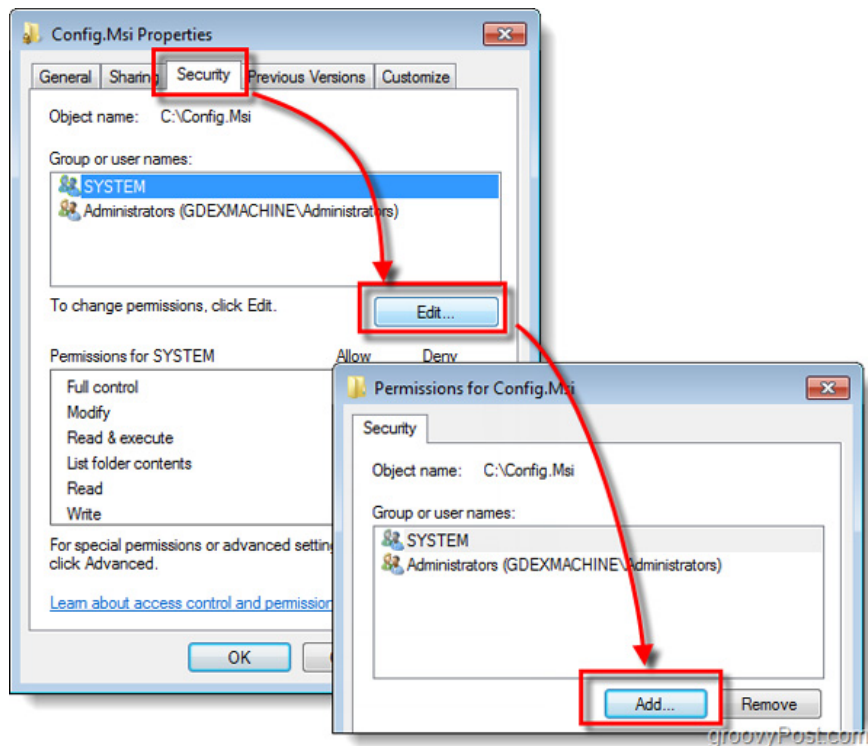 Config.Msi Properties
General Sharing Security Previous Versions Customize
Object name: C:\Config.Msi
Group or user names:
SYSTEM
Administrators (GDEXMACHINE\Administrators)
To change permissions, click Edit.
Edit...
Permissions for SYSTEM Allow Deny
Full control
Modify
Read & execute
List folder contents
Read
Write
For special permissions or advanced setting
click Advanced.
Learn about access control and permission
OK
Permissions for Config.Msi
Security
Object name: C:\Config.Msi
Group or user names:
SYSTEM
Administrators (GDEXMACHINE\Administrators)
Add... Remove
groovyPost.com